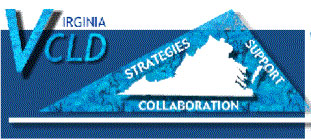 VIRGINIA
VCLD
STRATEGIES
SUPPORT
COLLABORATION